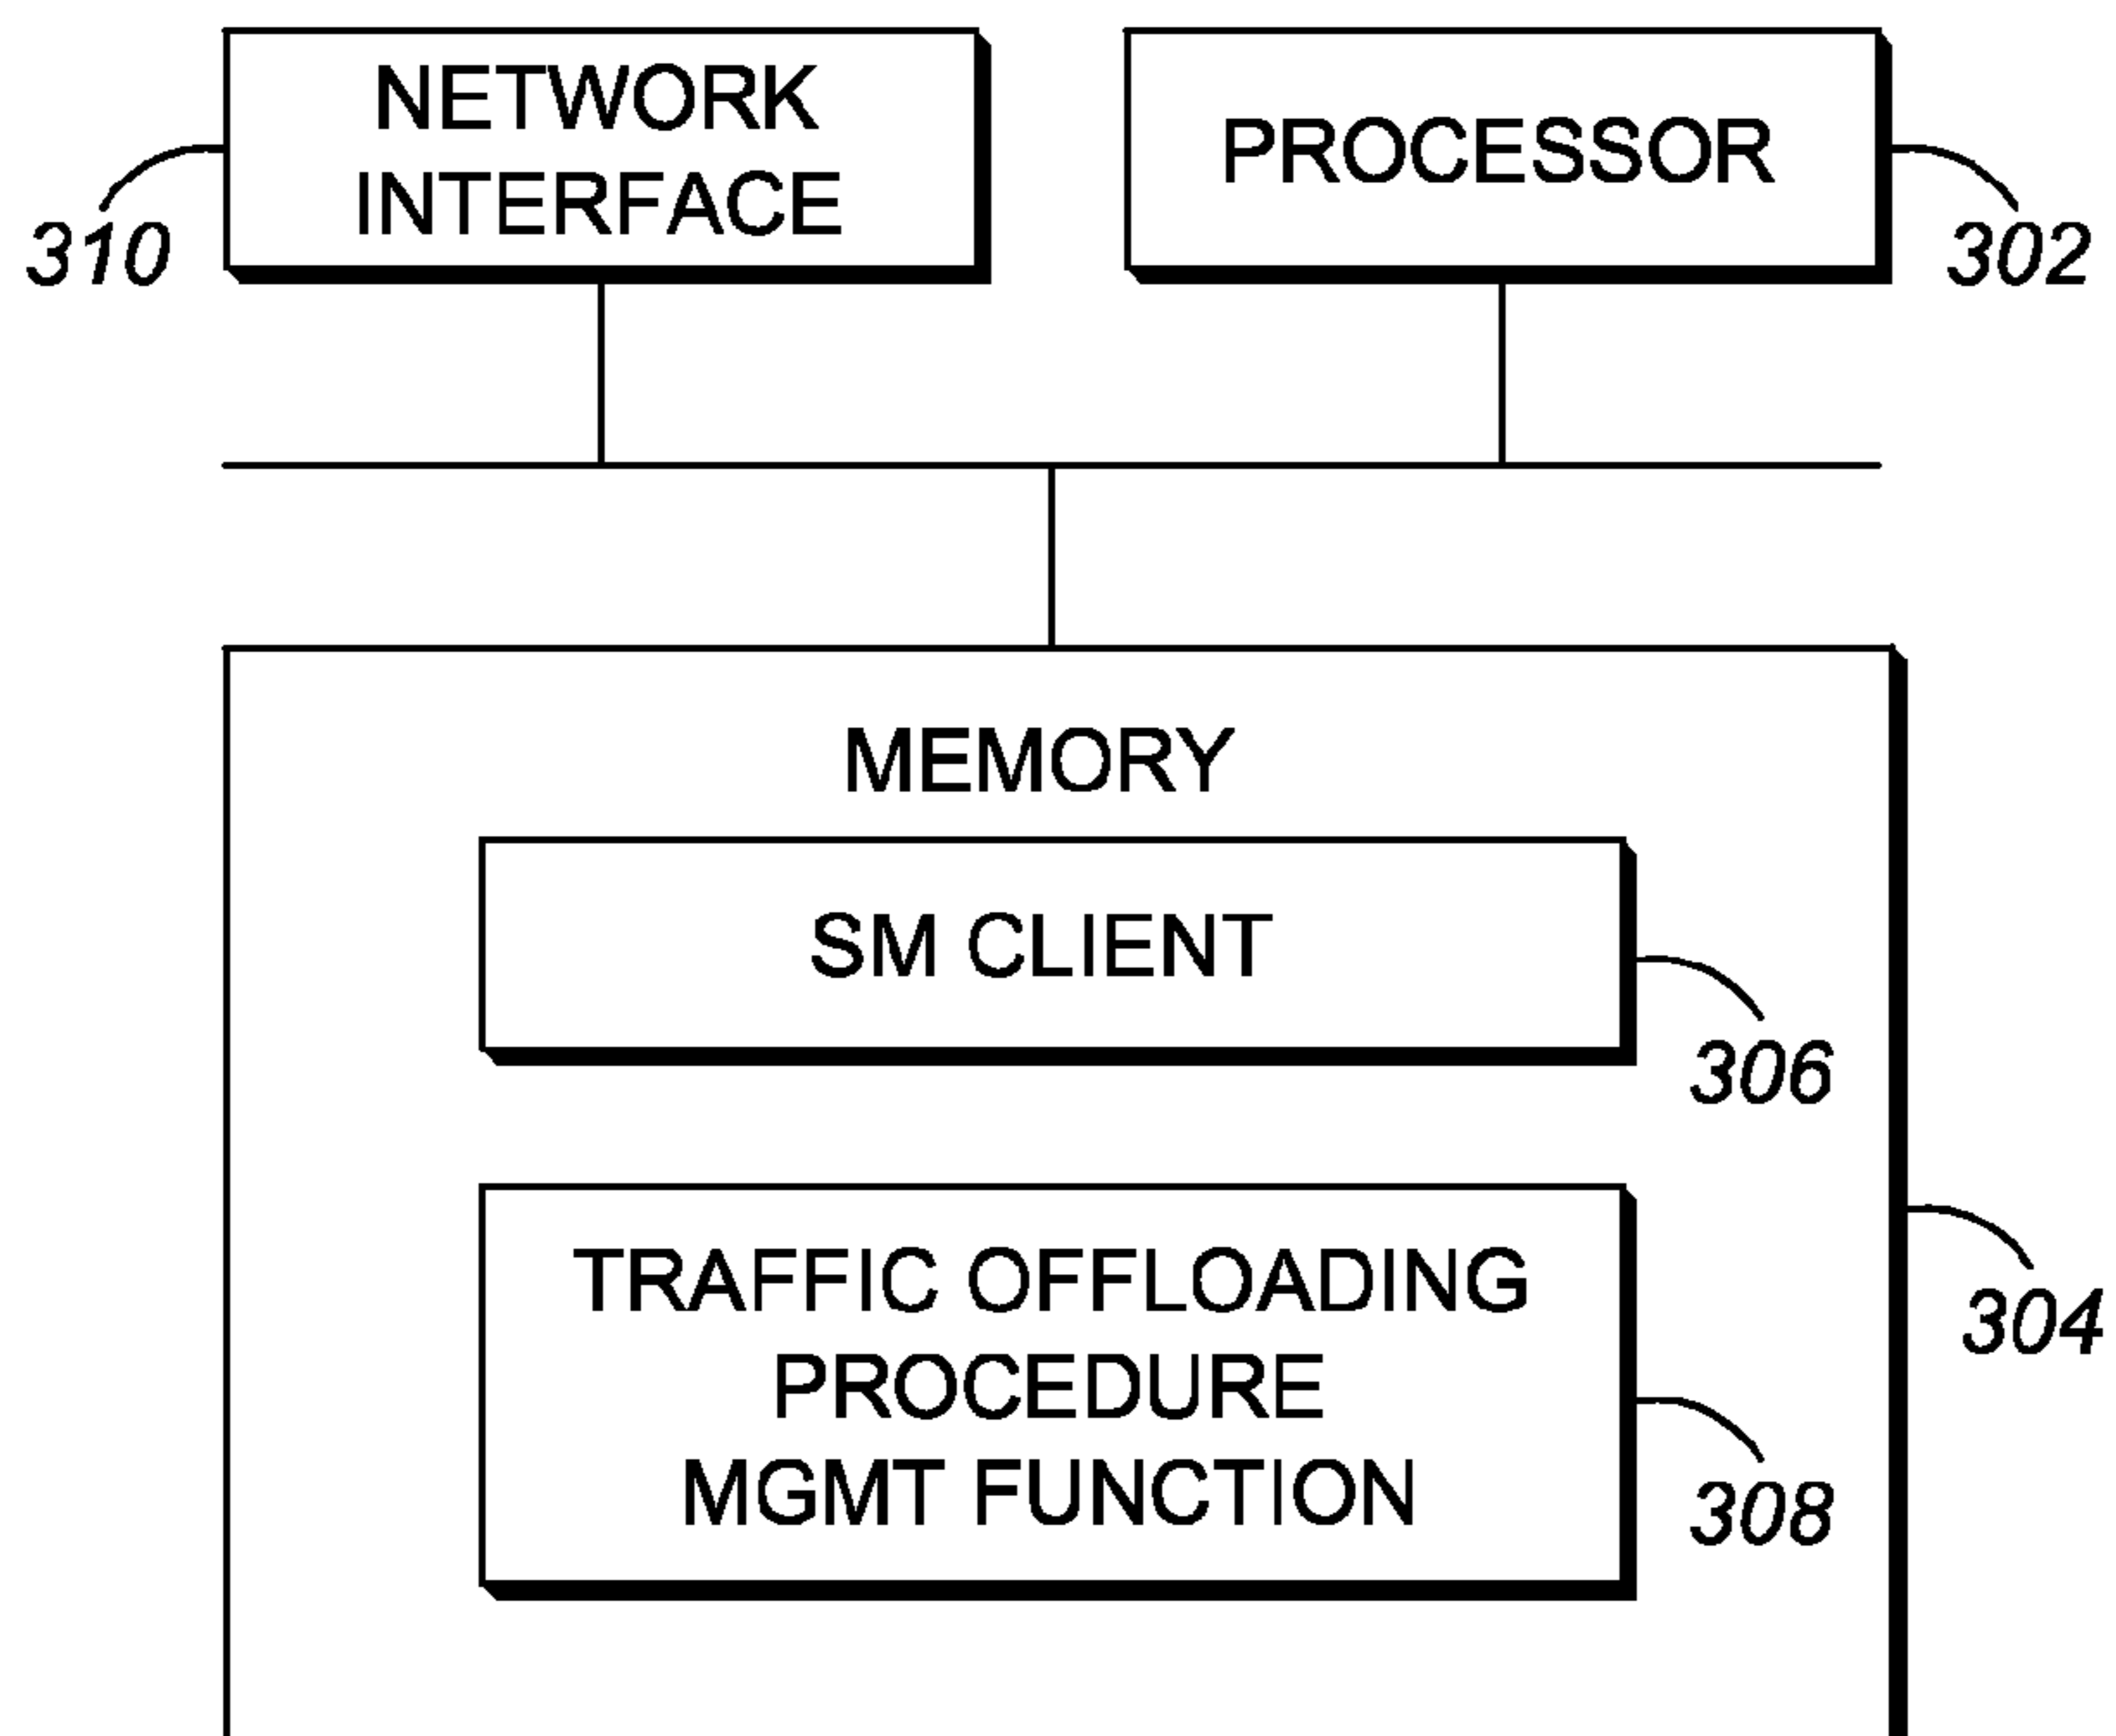 NETWORK
INTERFACE
310
PROCESSOR
302
MEMORY
SM CLIENT
306
TRAFFIC OFFLOADING
PROCEDURE
MGMT FUNCTION
308
304